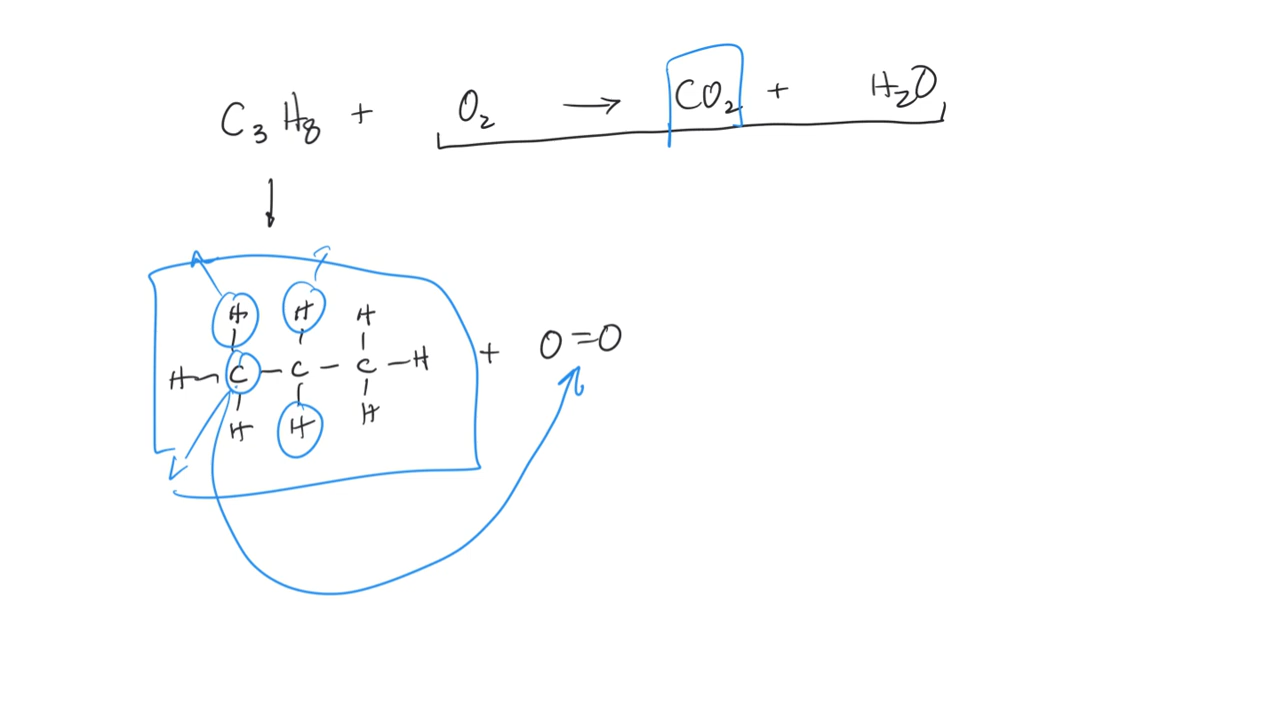 C₃H₈ + O₂ → CO₂ + H₂O
↓
H H H
H - C - C - C - H + O=O
H H H